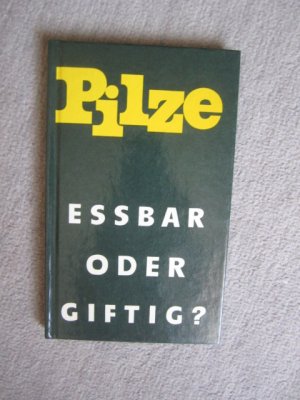 Pilze
ESSBAR
ODER
GIFTIG?